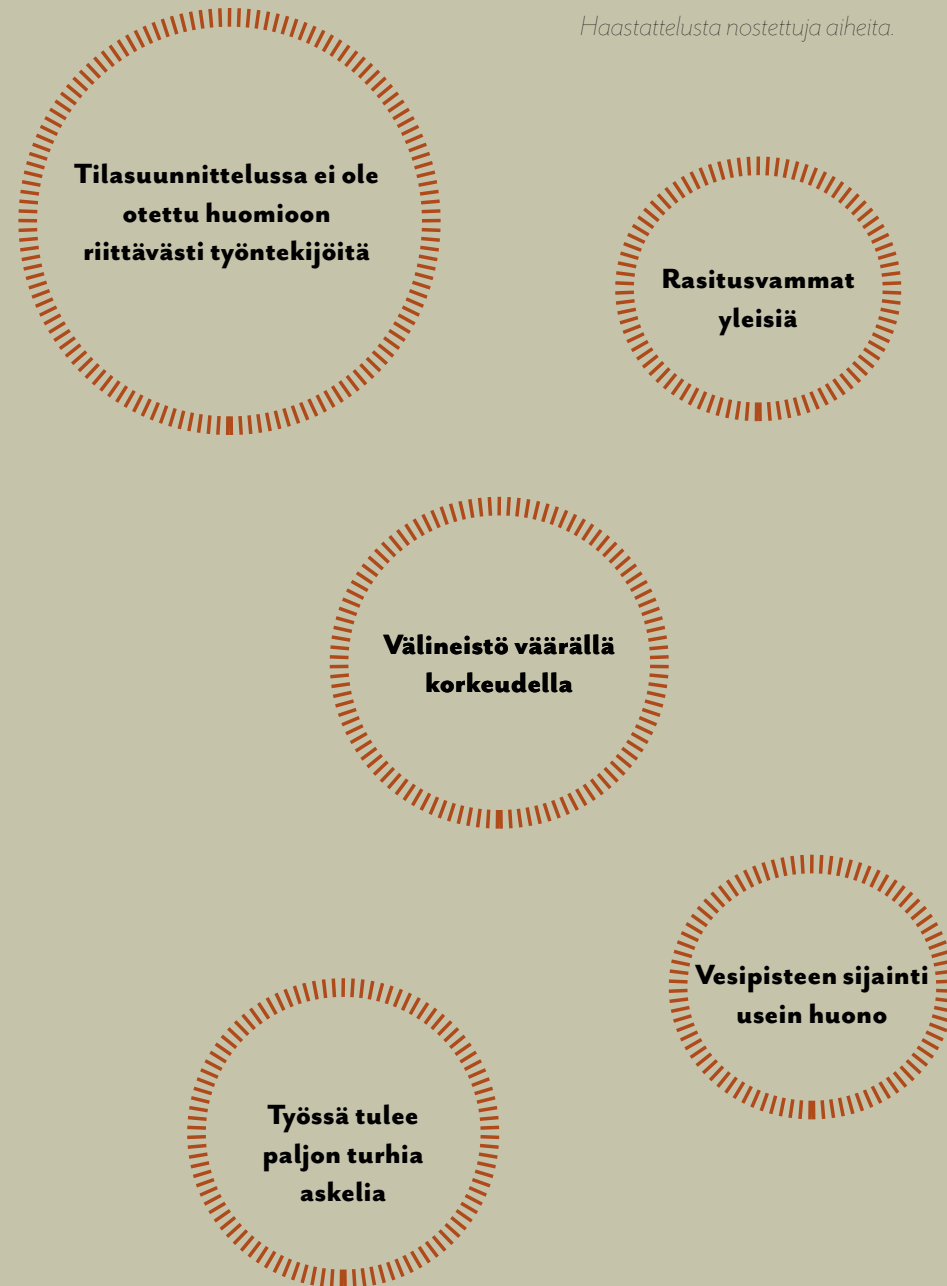 Haastattelusta nostettuja aiheita.
Tilasuunnittelussa ei ole
otettu huomioon
riittävästi työntekijöitä
Rasitusvammat
yleisiä
Välineistö väärällä
korkeudella
Vesipisteen sijainti
usein huono
Työssä tulee
paljon turhia
askelia